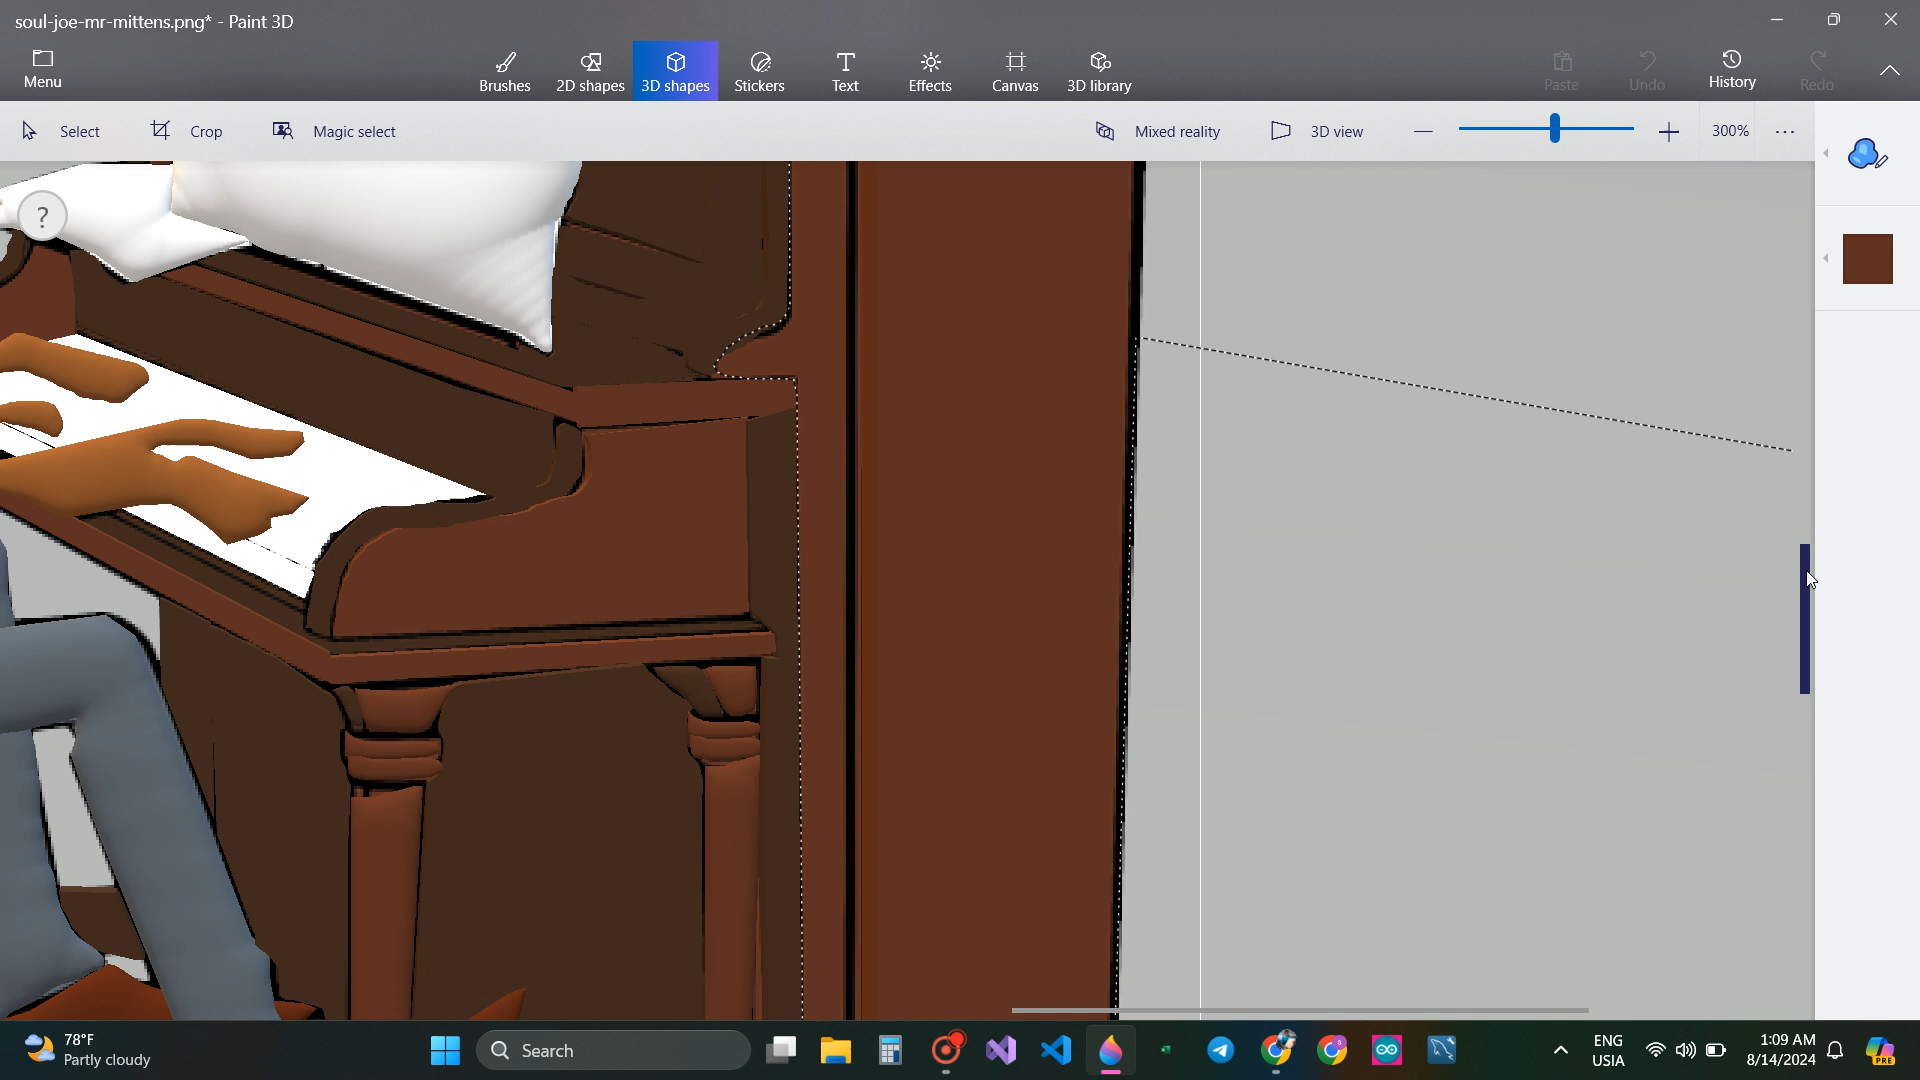 soul-joe-mr-mittens.png* - Paint 3D
Menu
Brushes
2D shapes
3D shapes
Stickers
Text
Effects
Canvas
3D library
Paste
Undo
History
Redo
Select
Crop
Magic select
Mixed reality
3D view
300%
?
78°F
Partly cloudy
Search
ENG
USIA
1:09 AM
8/14/2024
PRE